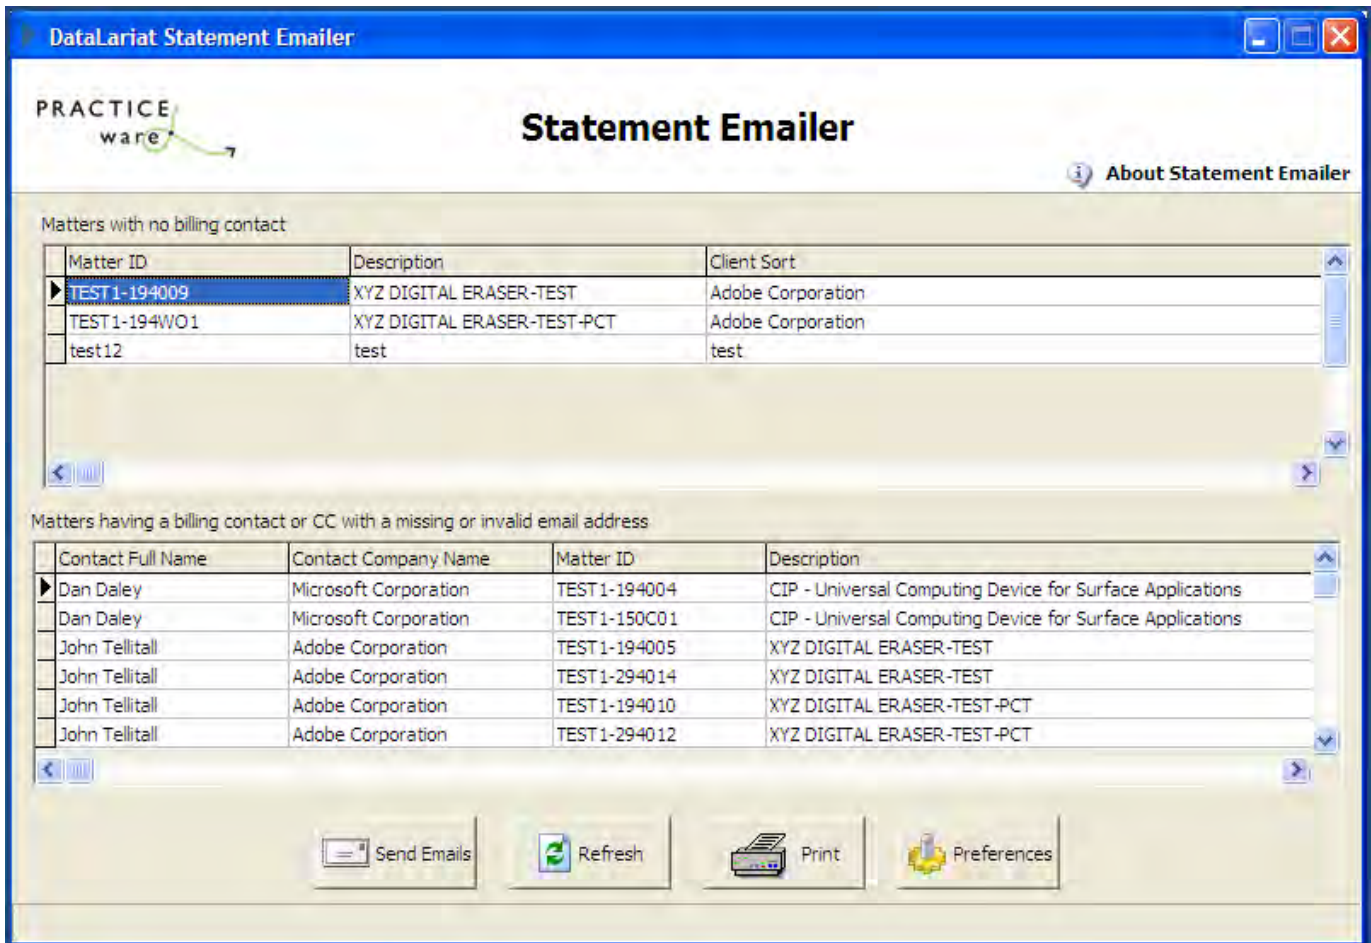 DataLariat Statement Emailer
PRACTICE
ware
Statement Emailer
About Statement Emailer
Matters with no billing contact
Matter ID Description Client Sort
TEST1-194009 XYZ DIGITAL ERASER-TEST Adobe Corporation
TEST1-194WO1 XYZ DIGITAL ERASER-TEST-PCT Adobe Corporation
test12 test test
Matters having a billing contact or CC with a missing or invalid email address
Contact Full Name Contact Company Name Matter ID Description
Dan Daley Microsoft Corporation TEST1-194004 CIP - Universal Computing Device for Surface Applications
Dan Daley Microsoft Corporation TEST1-150C01 CIP - Universal Computing Device for Surface Applications
John Tellitall Adobe Corporation TEST1-194005 XYZ DIGITAL ERASER-TEST
John Tellitall Adobe Corporation TEST1-294014 XYZ DIGITAL ERASER-TEST
John Tellitall Adobe Corporation TEST1-194010 XYZ DIGITAL ERASER-TEST-PCT
John Tellitall Adobe Corporation TEST1-294012 XYZ DIGITAL ERASER-TEST-PCT
Send Emails Refresh Print Preferences